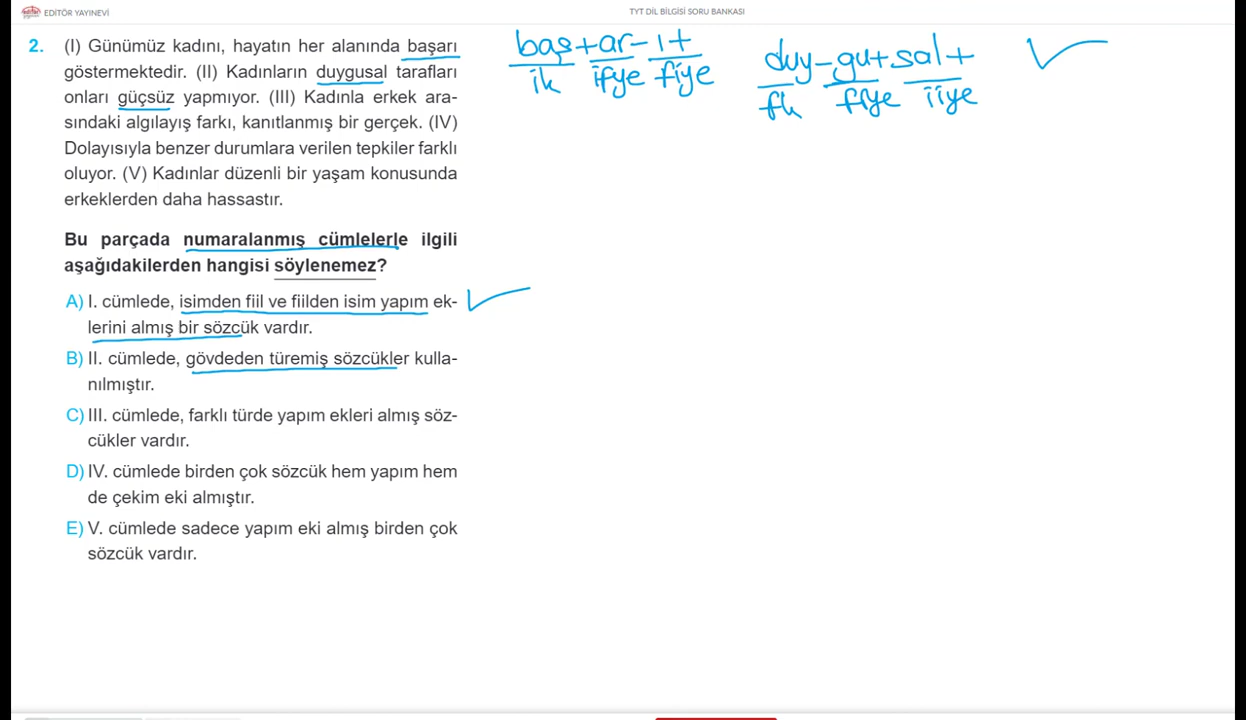 EDİTÖR YAYINEVİ
TYT DİL BİLGİSİ SORU BANKASI
2. (I) Günümüz kadını, hayatın her alanında başarı
göstermektedir. (II) Kadınların duygusal tarafları
onları güçsüz yapmıyor. (III) Kadınla erkek ara-
sındaki algılayış farkı, kanıtlanmış bir gerçek. (IV)
Dolayısıyla benzer durumlara verilen tepkiler farklı
oluyor. (V) Kadınlar düzenli bir yaşam konusunda
erkeklerden daha hassastır.
Bu parçada numaralanmış cümlelerle ilgili
aşağıdakilerden hangisi söylenemez?
A) I. cümlede, isimden fiil ve fiilden isim yapım ek-
lerini almış bir sözcük vardır.
B) II. cümlede, gövdeden türemiş sözcükler kulla-
nılmıştır.
C) III. cümlede, farklı türde yapım ekleri almış söz-
cükler vardır.
D) IV. cümlede birden çok sözcük hem yapım hem
de çekim eki almıştır.
E) V. cümlede sadece yapım eki almış birden çok
sözcük vardır.
baş+ar-ı+
ik ifye fiye
duy-gu+sal+
fk fiye iiye